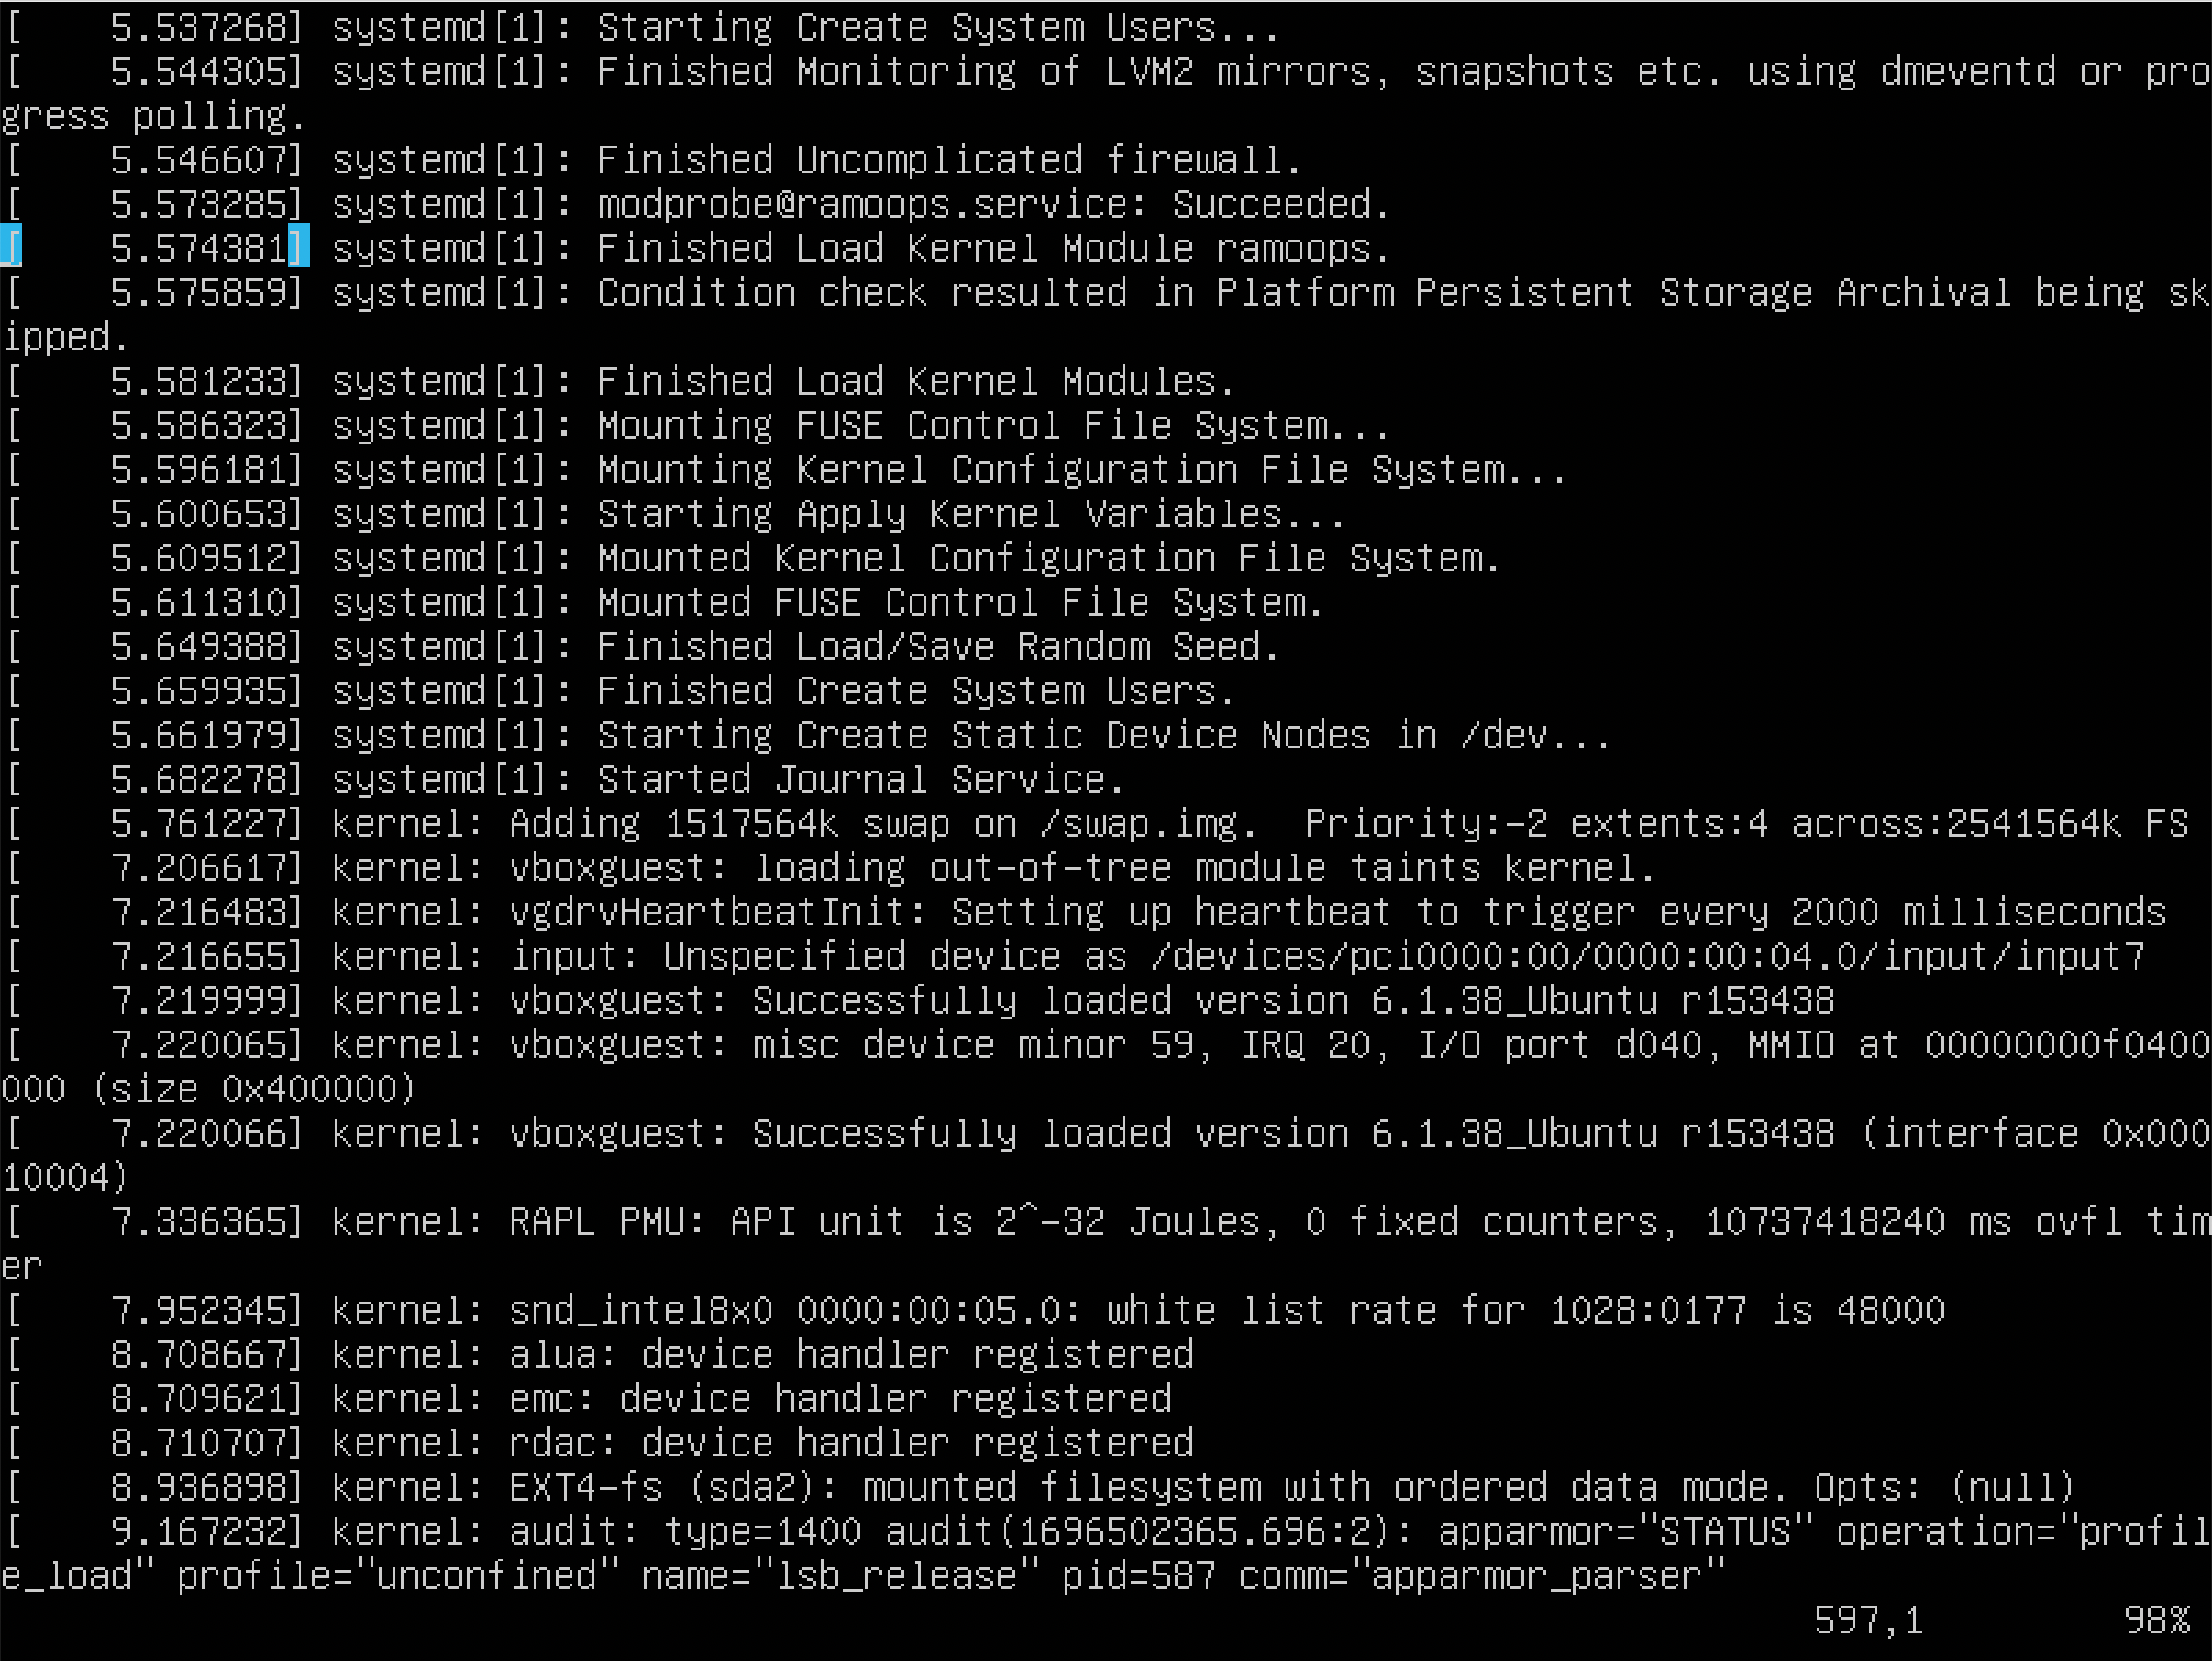 [    5.537268] systemd[1]: Starting Create System Users...
[    5.544305] systemd[1]: Finished Monitoring of LVM2 mirrors, snapshots etc. using dmeventd or pro
gress polling.
[    5.546607] systemd[1]: Finished Uncomplicated firewall.
[    5.573285] systemd[1]: modprobe@ramoops.service: Succeeded.
[    5.574381] systemd[1]: Finished Load Kernel Module ramoops.
[    5.575859] systemd[1]: Condition check resulted in Platform Persistent Storage Archival being sk
ipped.
[    5.581233] systemd[1]: Finished Load Kernel Modules.
[    5.586323] systemd[1]: Mounting FUSE Control File System...
[    5.596181] systemd[1]: Mounting Kernel Configuration File System...
[    5.600653] systemd[1]: Starting Apply Kernel Variables...
[    5.609512] systemd[1]: Mounted Kernel Configuration File System.
[    5.611310] systemd[1]: Mounted FUSE Control File System.
[    5.649388] systemd[1]: Finished Load/Save Random Seed.
[    5.659935] systemd[1]: Finished Create System Users.
[    5.661979] systemd[1]: Starting Create Static Device Nodes in /dev...
[    5.682278] systemd[1]: Started Journal Service.
[    5.761227] kernel: Adding 1517564k swap on /swap.img.  Priority:-2 extents:4 across:2541564k FS
[    7.206617] kernel: vboxguest: loading out-of-tree module taints kernel.
[    7.216483] kernel: vgdrvHeartbeatInit: Setting up heartbeat to trigger every 2000 milliseconds
[    7.216655] kernel: input: Unspecified device as /devices/pci0000:00/0000:00:04.0/input/input7
[    7.219999] kernel: vboxguest: Successfully loaded version 6.1.38_Ubuntu r153438
[    7.220065] kernel: vboxguest: misc device minor 59, IRQ 20, I/O port d040, MMIO at 00000000f0400
000 (size 0x400000)
[    7.220066] kernel: vboxguest: Successfully loaded version 6.1.38_Ubuntu r153438 (interface 0x000
10004)
[    7.336365] kernel: RAPL PMU: API unit is 2^-32 Joules, 0 fixed counters, 10737418240 ms ovfl tim
er
[    7.952345] kernel: snd_intel8x0 0000:00:05.0: white list rate for 1028:0177 is 48000
[    8.708667] kernel: alua: device handler registered
[    8.709621] kernel: emc: device handler registered
[    8.710707] kernel: rdac: device handler registered
[    8.936898] kernel: EXT4-fs (sda2): mounted filesystem with ordered data mode. Opts: (null)
[    9.167232] kernel: audit: type=1400 audit(1696502365.696:2): apparmor="STATUS" operation="profil
e_load" profile="unconfined" name="lsb_release" pid=587 comm="apparmor_parser"
597,1         98%